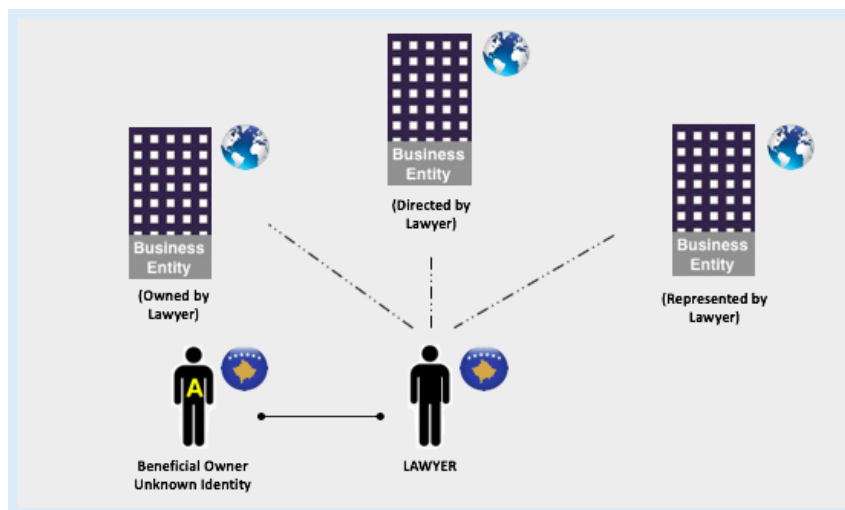 Business
Entity
(Directed by
Lawyer)
Business
Entity
(Owned by
Lawyer)
Business
Entity
(Represented by
Lawyer)
A
Beneficial Owner
Unknown Identity
LAWYER